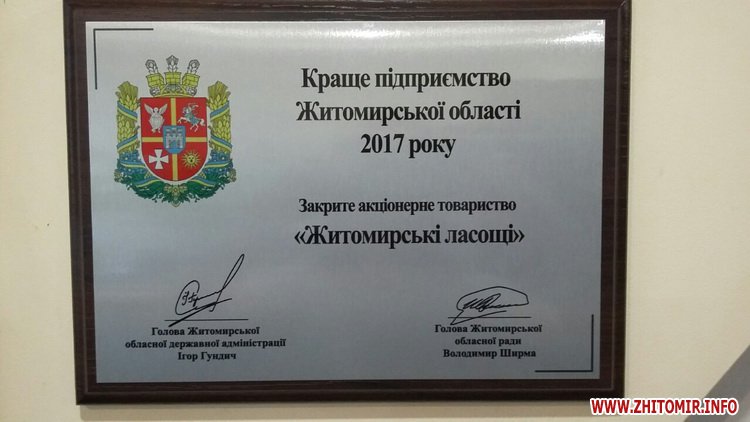 Краще підприємство
Житомирської області
2017 року
Закрите акціонерне товариство
«Житомирські ласощі»
Голова Житомирської
обласної державної адміністрації
Ігор Гундич
Голова Житомирської
обласної ради
Володимир Ширма
WWW.ZHITOMIR.INFO